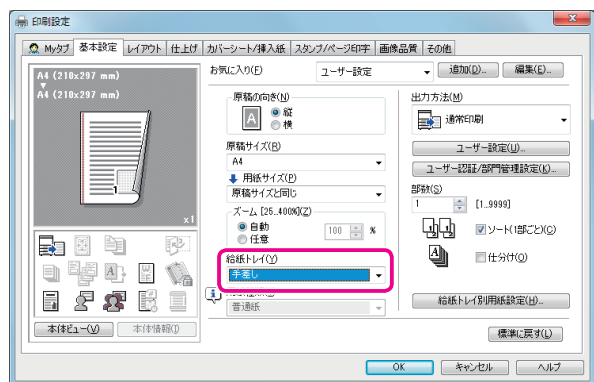 印刷設定
Myタブ 基本設定 レイアウト 仕上げ カバーシート/挿入紙 スタンプ/ページ印字 画像品質 その他
A4 (210x297 mm)
A4 (210x297 mm)
1
x1
本体ビュー(V) 本体情報(I)
お気に入り(F) ユーザー設定 追加(D)... 編集(E)...
原稿の向き(N)
A
縦
横
原稿サイズ(R)
A4
用紙サイズ(P)
原稿サイズと同じ
ズーム [25..400%](Z)
自動
任意
100 %
給紙トレイ(Y)
手差し
普通紙
出力方法(M)
通常印刷
ユーザー設定(U)...
ユーザー認証/部門管理設定(K)...
部数(S)
1 [1..9999]
ソート(1部ごと)(C)
仕分け(O)
給紙トレイ別用紙設定(H)...
標準に戻す(L)
OK キャンセル ヘルプ